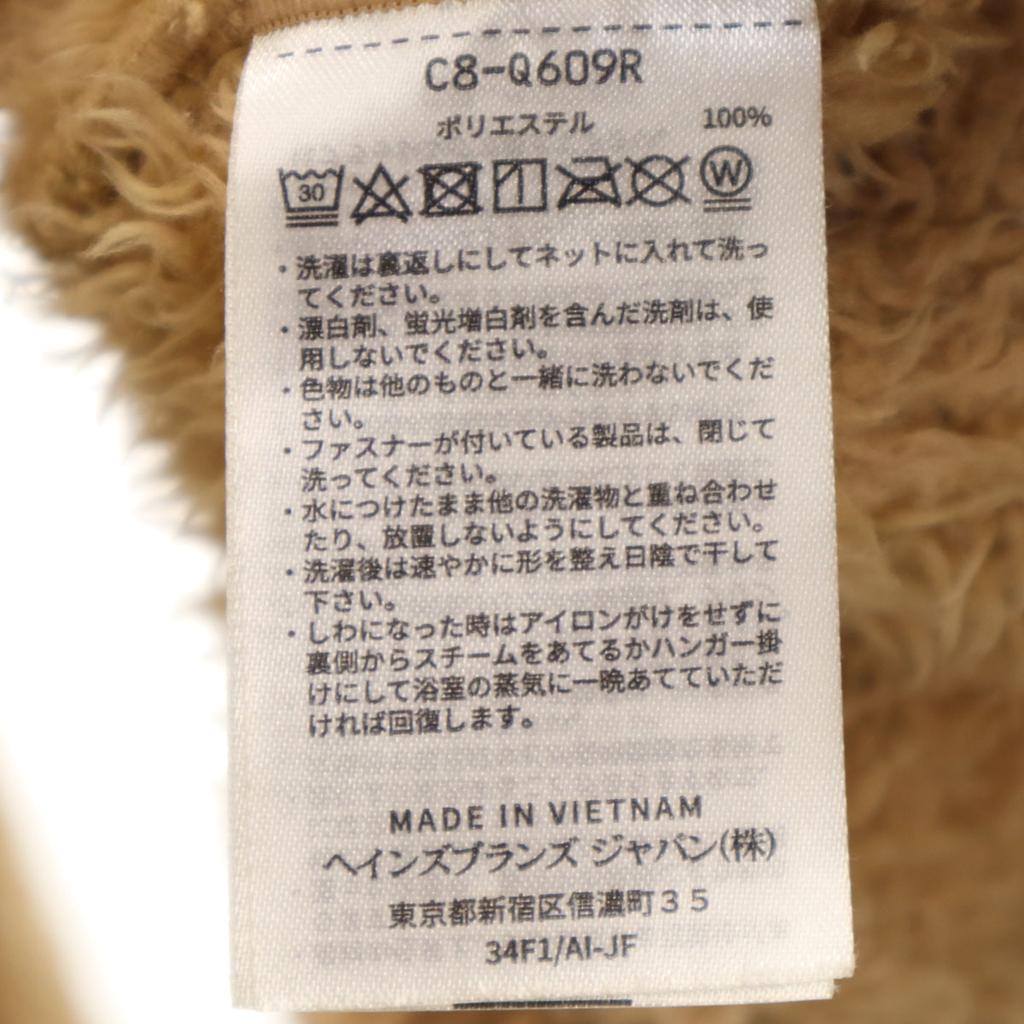 C8-Q609R
ポリエステル 100%
30 W
・洗濯は裏返しにしてネットに入れて洗っ
てください。
・漂白剤、蛍光増白剤を含んだ洗剤は、使
用しないでください。
・色物は他のものと一緒に洗わないでくだ
さい。
・ファスナーが付いている製品は、閉じて
洗ってください。
・水につけたまま他の洗濯物と重ね合わせ
たり、放置しないようにしてください。
・洗濯後は速やかに形を整え日陰で干して
下さい。
・しわになった時はアイロンがけをせずに
裏側からスチームをあてるかハンガー掛
けにして浴室の蒸気に一晩あてていただ
ければ回復します。
MADE IN VIETNAM
ヘインズブランズ ジャパン(株)
東京都新宿区信濃町３５
34F1/AI-JF